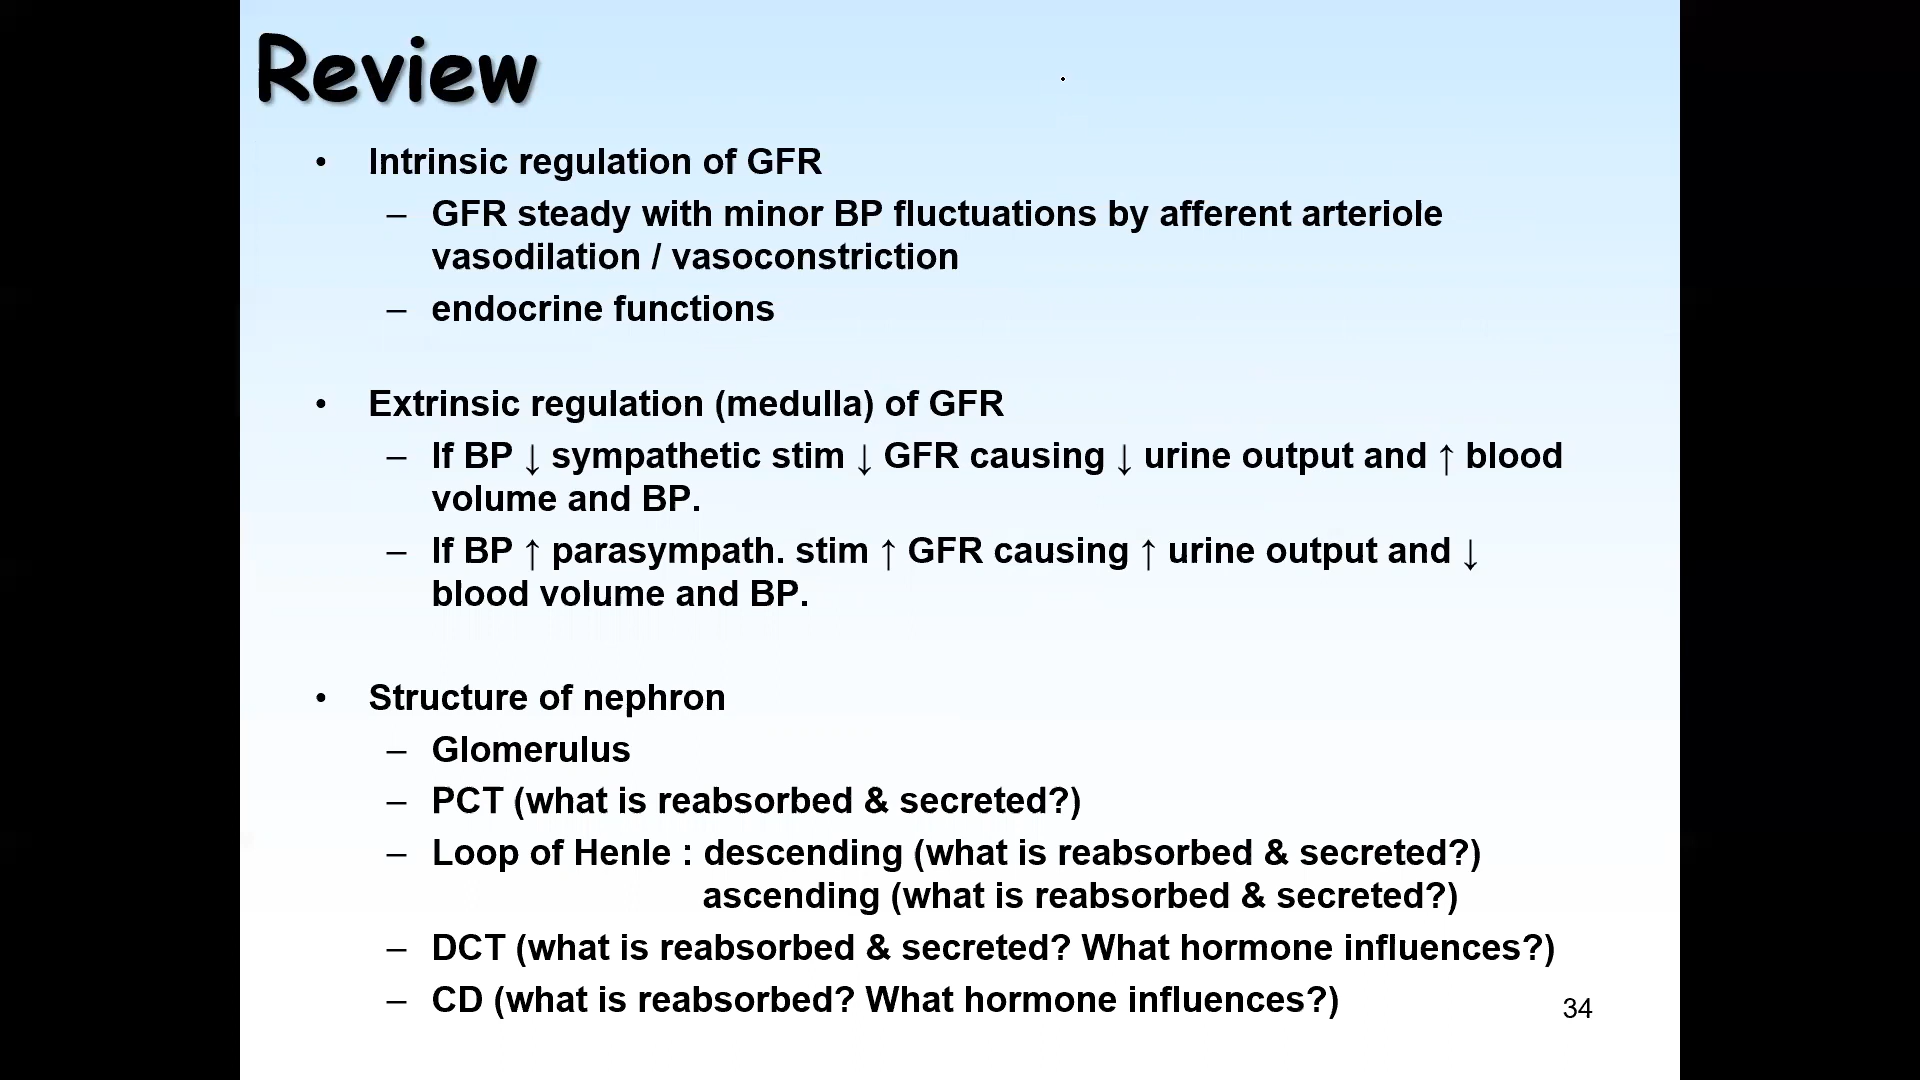 Review
• Intrinsic regulation of GFR
– GFR steady with minor BP fluctuations by afferent arteriole
vasodilation / vasoconstriction
– endocrine functions
• Extrinsic regulation (medulla) of GFR
– If BP ↓ sympathetic stim ↓ GFR causing ↓ urine output and ↑ blood
volume and BP.
– If BP ↑ parasympath. stim ↑ GFR causing ↑ urine output and ↓
blood volume and BP.
• Structure of nephron
– Glomerulus
– PCT (what is reabsorbed & secreted?)
– Loop of Henle : descending (what is reabsorbed & secreted?)
ascending (what is reabsorbed & secreted?)
– DCT (what is reabsorbed & secreted? What hormone influences?)
– CD (what is reabsorbed? What hormone influences?)
34